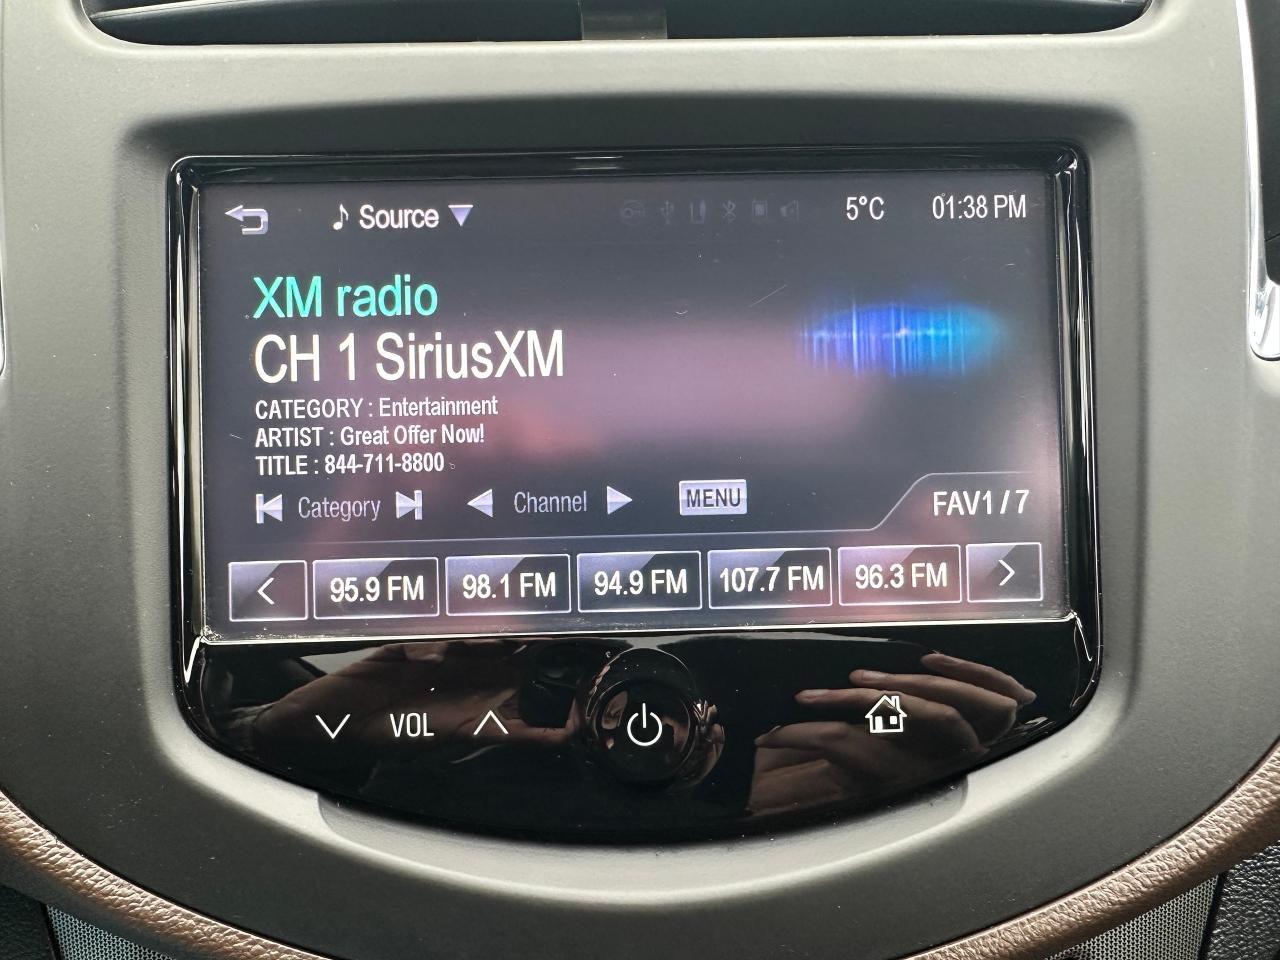 Source 5°C 01:38 PM
XM radio
CH 1 SiriusXM
CATEGORY : Entertainment
ARTIST : Great Offer Now!
TITLE : 844-711-8800
Category Channel MENU FAV1 / 7
95.9 FM 98.1 FM 94.9 FM 107.7 FM 96.3 FM
VOL